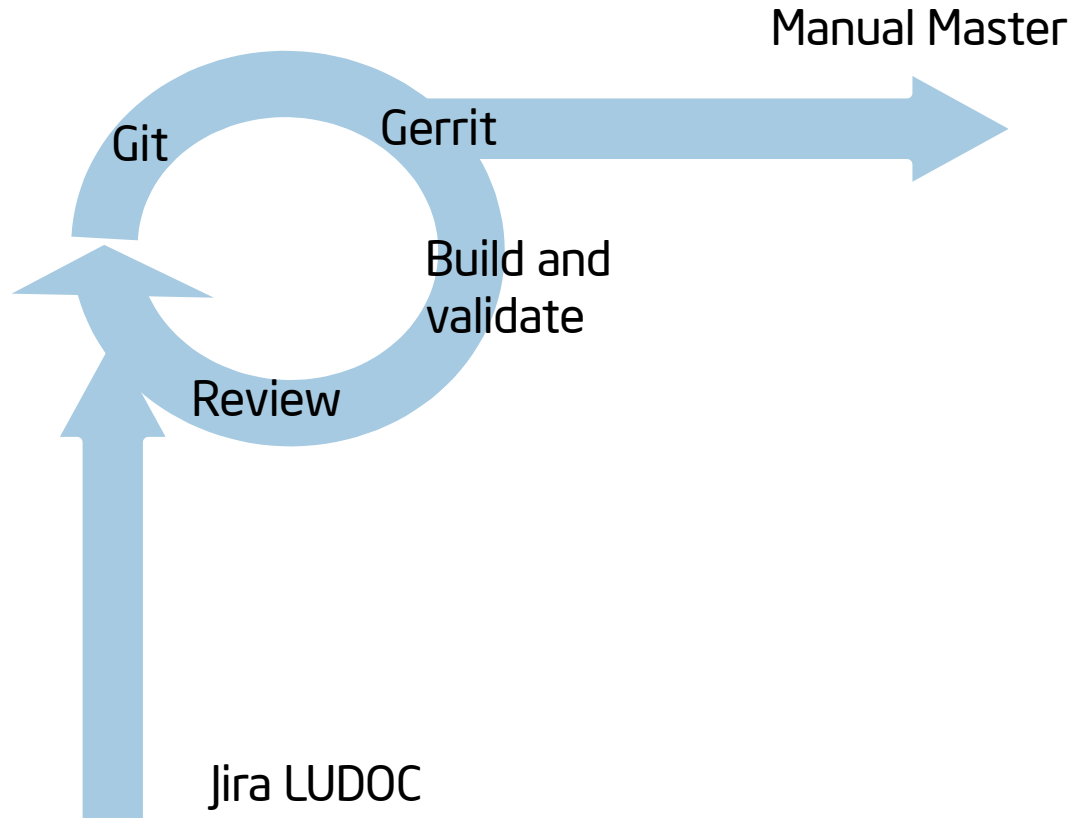 Manual Master
Git
Gerrit
Build and
validate
Review
Jira LUDOC